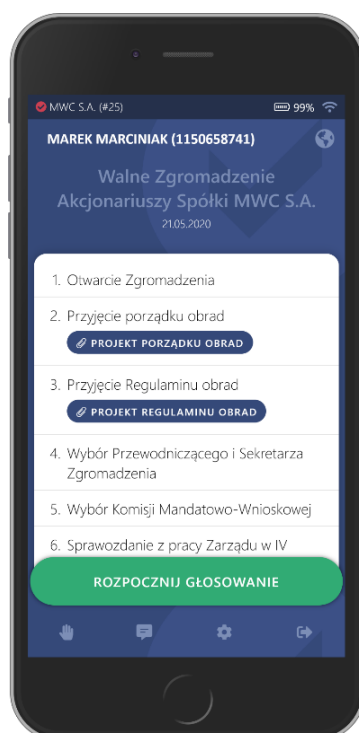 MWC S.A. (#25) 99%
MAREK MARCINIAK (1150658741)
Walne Zgromadzenie
Akcjonariuszy Spółki MWC S.A.
21.05.2020
1. Otwarcie Zgromadzenia
2. Przyjęcie porządku obrad
PROJEKT PORZĄDKU OBRAD
3. Przyjęcie Regulaminu obrad
PROJEKT REGULAMINU OBRAD
4. Wybór Przewodniczącego i Sekretarza
Zgromadzenia
5. Wybór Komisji Mandatowo-Wnioskowej
6. Sprawozdanie z pracy Zarządu w IV
ROZPOCZNIJ GŁOSOWANIE